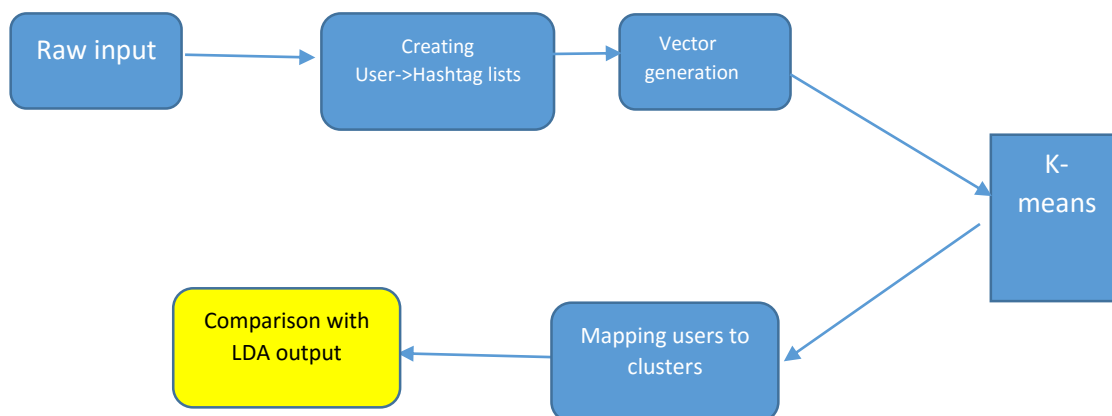 Raw input
Creating
User->Hashtag lists
Vector
generation
K-
means
Mapping users to
clusters
Comparison with
LDA output